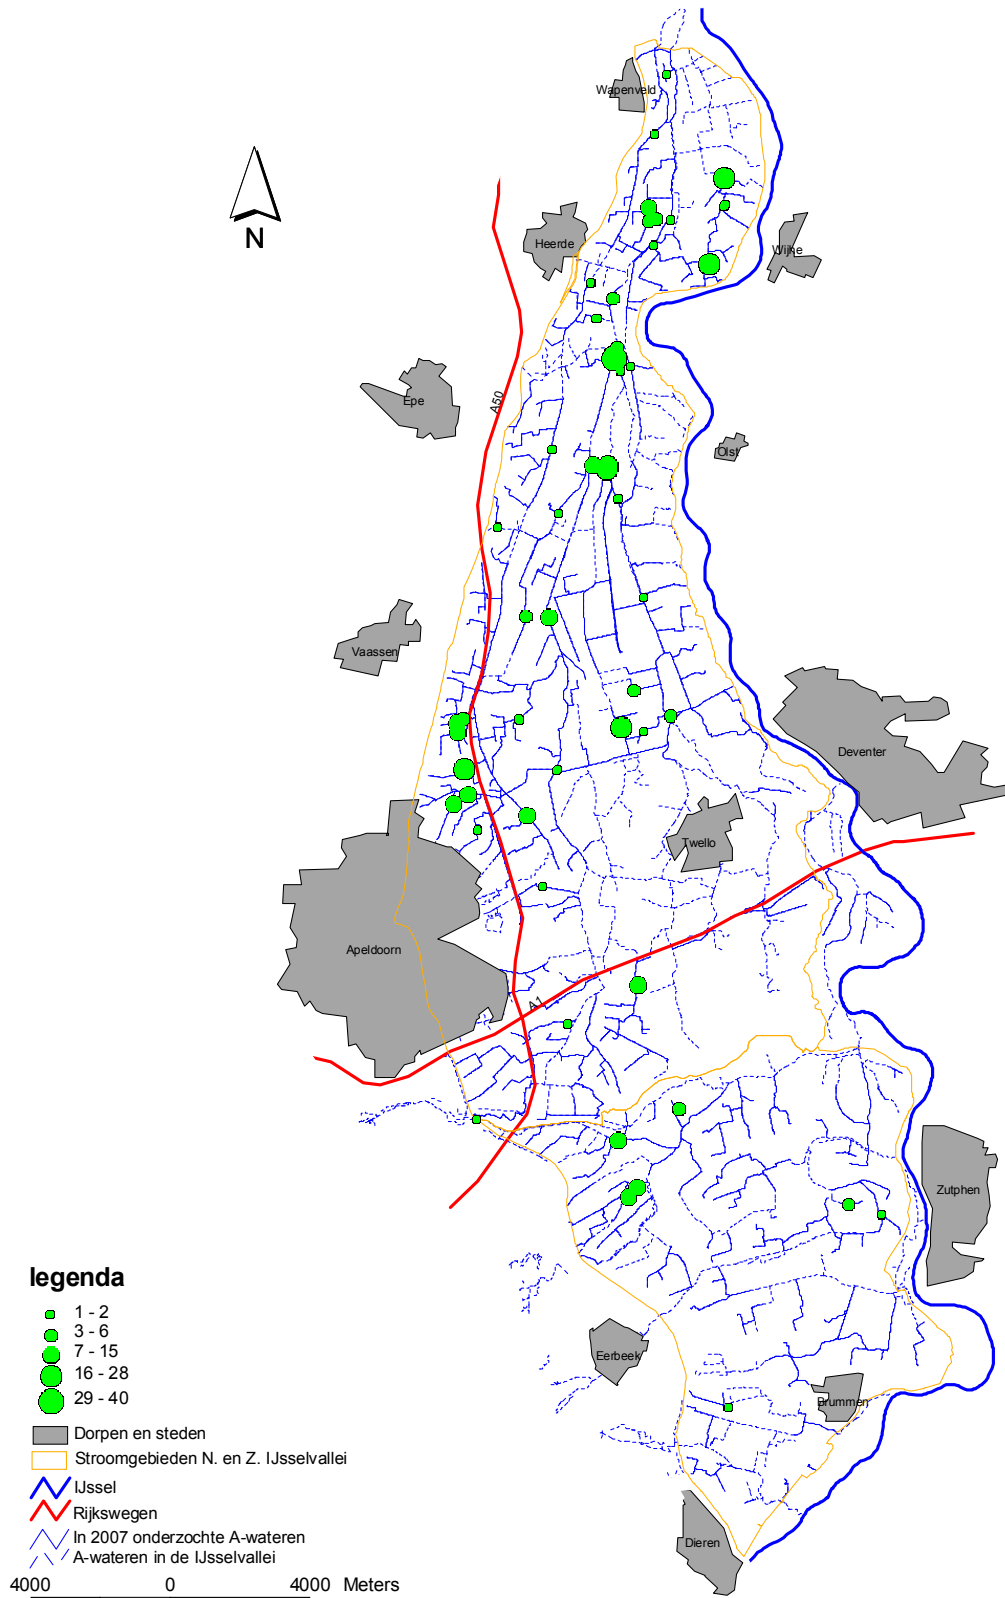 Wapenveld
N
Heerde
Wijhe
A50
Epe
Olst
Vaassen
Deventer
Twello
Apeldoorn
A1
Zutphen
legenda
1 - 2
3 - 6
7 - 15
16 - 28
29 - 40
Eerbeek
Brummen
Dorpen en steden
Stroomgebieden N. en Z. IJsselvallei
IJssel
Rijkswegen
In 2007 onderzochte A-wateren
A-wateren in de IJsselvallei
Dieren
4000 0 4000 Meters